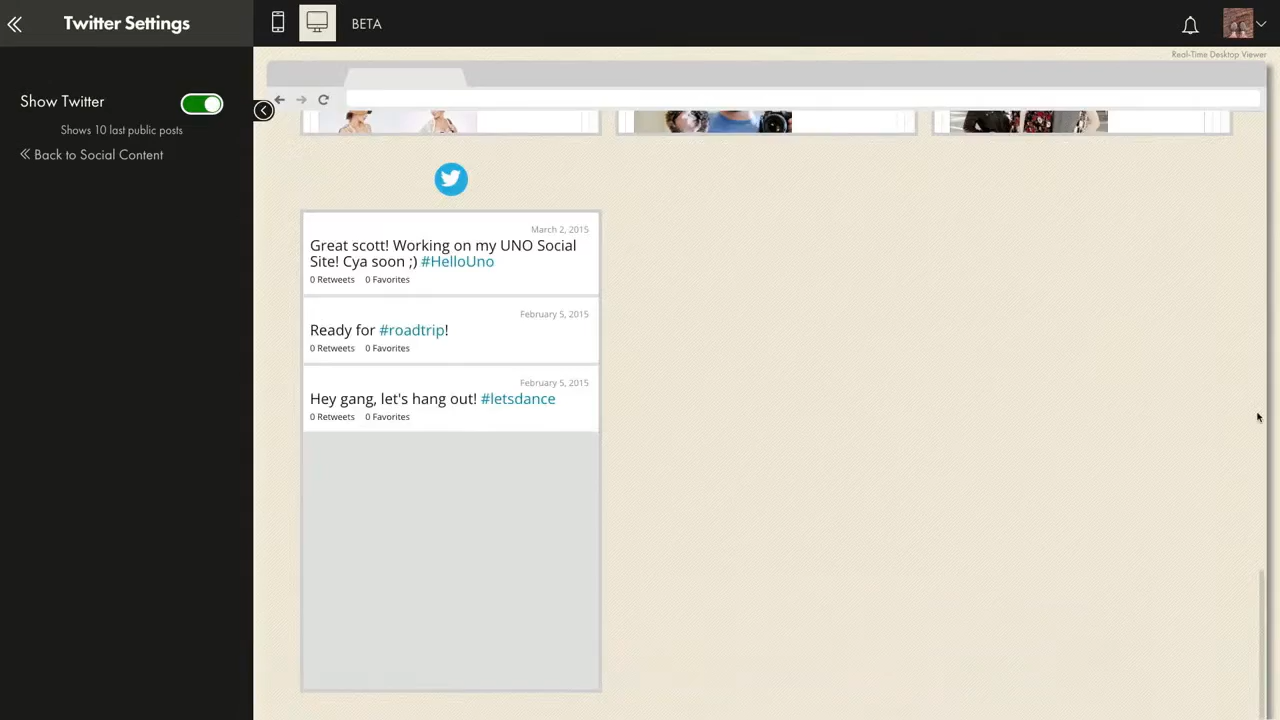 Twitter Settings
BETA
Real-Time Desktop Viewer
Show Twitter
Shows 10 last public posts
Back to Social Content
March 2, 2015
Great scott! Working on my UNO Social
Site! Cya soon ;) #HelloUno
0 Retweets 0 Favorites
February 5, 2015
Ready for #roadtrip!
0 Retweets 0 Favorites
February 5, 2015
Hey gang, let's hang out! #letsdance
0 Retweets 0 Favorites